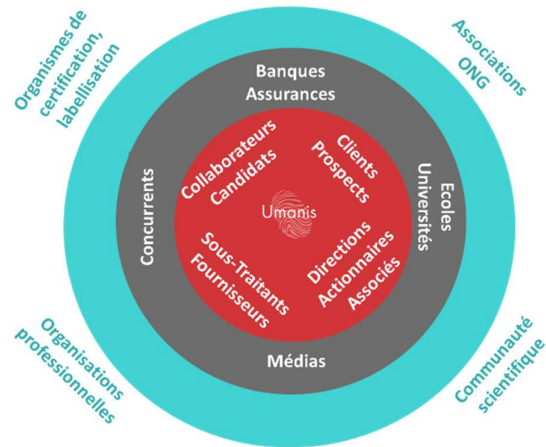 Organismes de
certification,
labellisation
Associations
ONG
Banques
Assurances
Collaborateurs
Candidats
Clients
Prospects
Concurrents
Umanis
Ecoles
Universités
Sous-Traitants
Fournisseurs
Directions
Actionnaires
Associés
Médias
Organisations
professionnelles
Communauté
scientifique